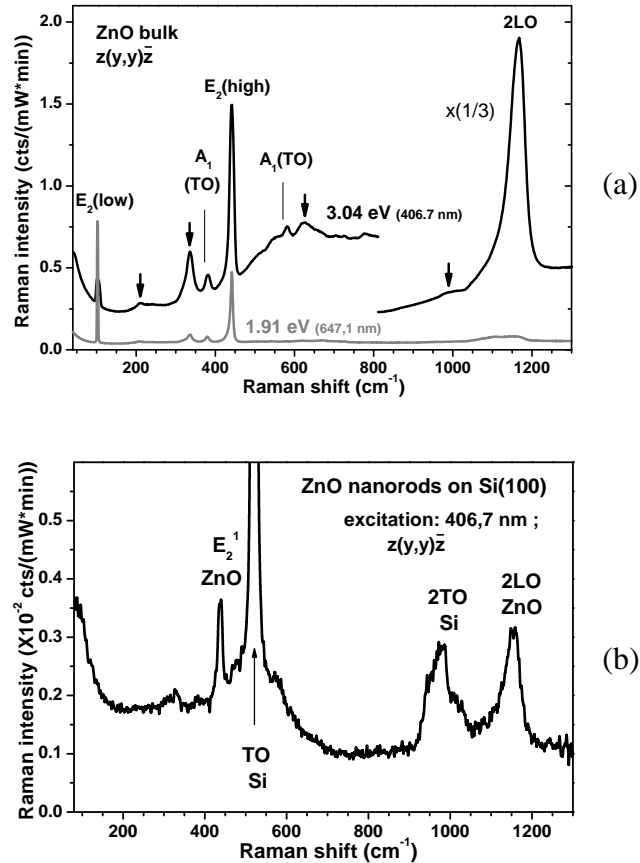 ZnO bulk
z(y,y)z̄
2LO
E₂(high)
x(1/3)
A₁
(TO)
A₁(TO)
E₂(low)
3.04 eV (406.7 nm)
1.91 eV (647,1 nm)
2.0
1.5
1.0
0.5
0.0
200 400 600 800 1000 1200
Raman shift (cm⁻¹)
Raman intensity (cts/(mW*min))
(a)
ZnO nanorods on Si(100)
excitation: 406,7 nm ;
z(y,y)z̄
E₂¹
ZnO
2TO
Si
2LO
ZnO
TO
Si
0.5
0.4
0.3
0.2
0.1
0.0
200 400 600 800 1000 1200
Raman shift (cm⁻¹)
Raman intensity (X10⁻² cts/(mW*min))
(b)